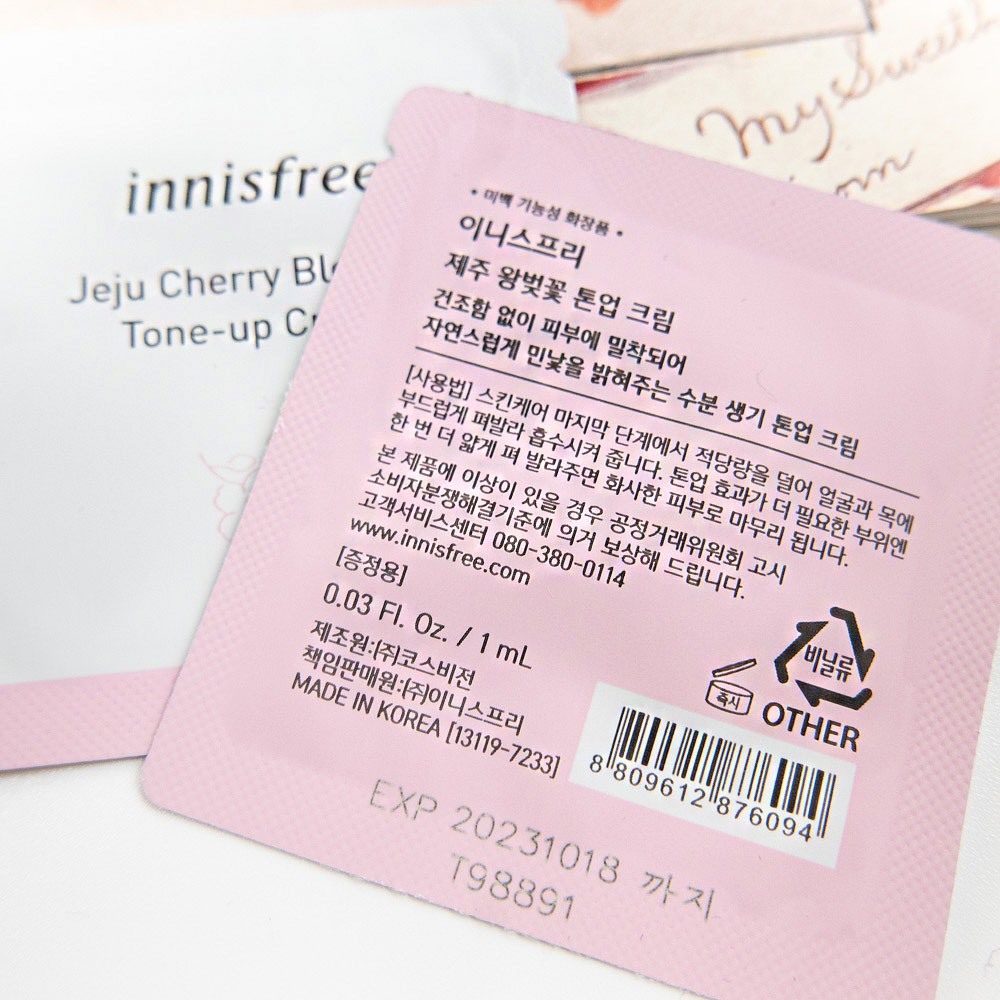 innisfree
Jeju Cherry
Tone-up
My Sweet
• 미백 기능성 화장품 •
이니스프리
제주 왕벚꽃 톤업 크림
건조함 없이 피부에 밀착되어
자연스럽게 민낯을 밝혀주는 수분 생기 톤업 크림
[사용법] 스킨케어 마지막 단계에서 적당량을 덜어 얼굴과 목에
부드럽게 펴발라 흡수시켜 줍니다. 톤업 효과가 더 필요한 부위엔
한 번 더 얇게 펴 발라주면 화사한 피부로 마무리 됩니다.
본 제품에 이상이 있을 경우 공정거래위원회 고시
소비자분쟁해결기준에 의거 보상해 드립니다.
고객서비스센터 080-380-0114
www.innisfree.com
[증정용]
0.03 Fl. Oz. / 1 mL
제조원:(주)코스비전
책임판매원:(주)이니스프리
MADE IN KOREA [13119-7233]
비닐류
즉시
OTHER
8 809612 876094
EXP 20231018 까지
T98891